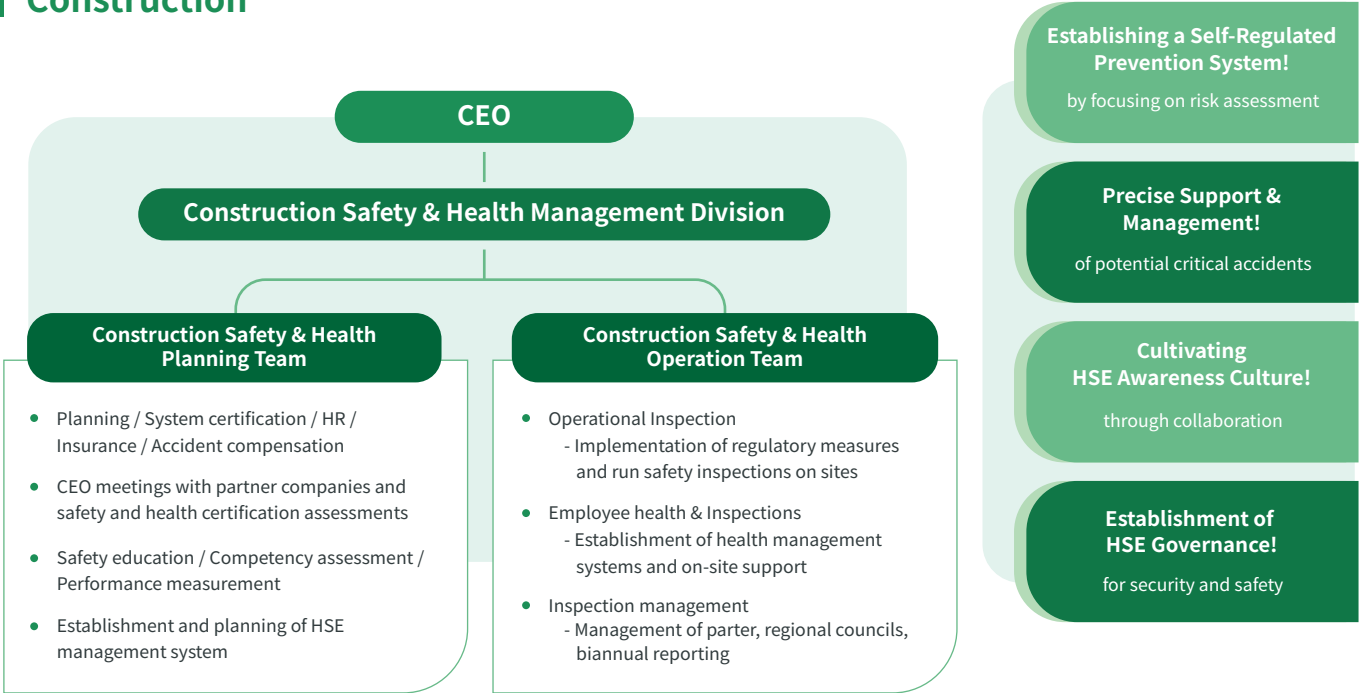 Construction
CEO
Construction Safety & Health Management Division
Construction Safety & Health
Planning Team
Planning / System certification / HR /
Insurance / Accident compensation
CEO meetings with partner companies and
safety and health certification assessments
Safety education / Competency assessment /
Performance measurement
Establishment and planning of HSE
management system
Construction Safety & Health
Operation Team
Operational Inspection
- Implementation of regulatory measures
and run safety inspections on sites
Employee health & Inspections
- Establishment of health management
systems and on-site support
Inspection management
- Management of parter, regional councils,
biannual reporting
Establishing a Self-Regulated
Prevention System!
by focusing on risk assessment
Precise Support &
Management!
of potential critical accidents
Cultivating
HSE Awareness Culture!
through collaboration
Establishment of
HSE Governance!
for security and safety